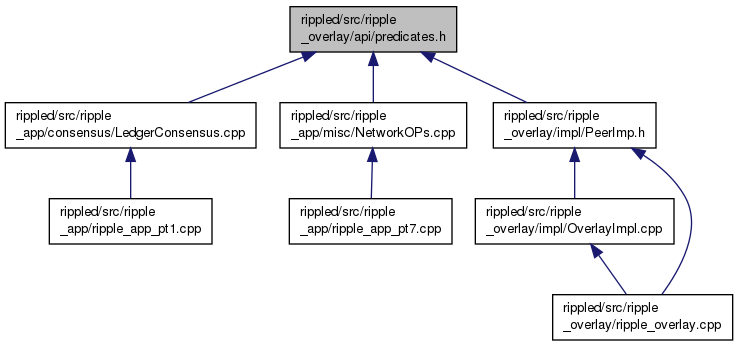 rippled/src/ripple
_overlay/api/predicates.h
rippled/src/ripple
_app/consensus/LedgerConsensus.cpp
rippled/src/ripple
_app/misc/NetworkOPs.cpp
rippled/src/ripple
_overlay/impl/PeerImp.h
rippled/src/ripple
_app/ripple_app_pt1.cpp
rippled/src/ripple
_app/ripple_app_pt7.cpp
rippled/src/ripple
_overlay/impl/OverlayImpl.cpp
rippled/src/ripple
_overlay/ripple_overlay.cpp